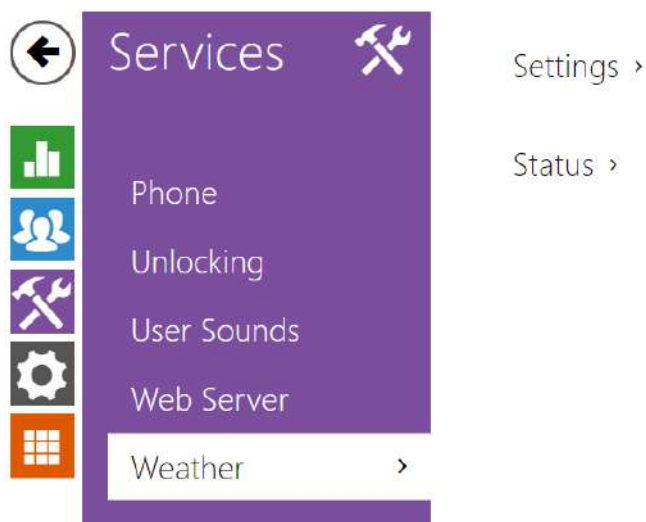 Services
Phone
Unlocking
User Sounds
Web Server
Weather ›
Settings ›
Status ›